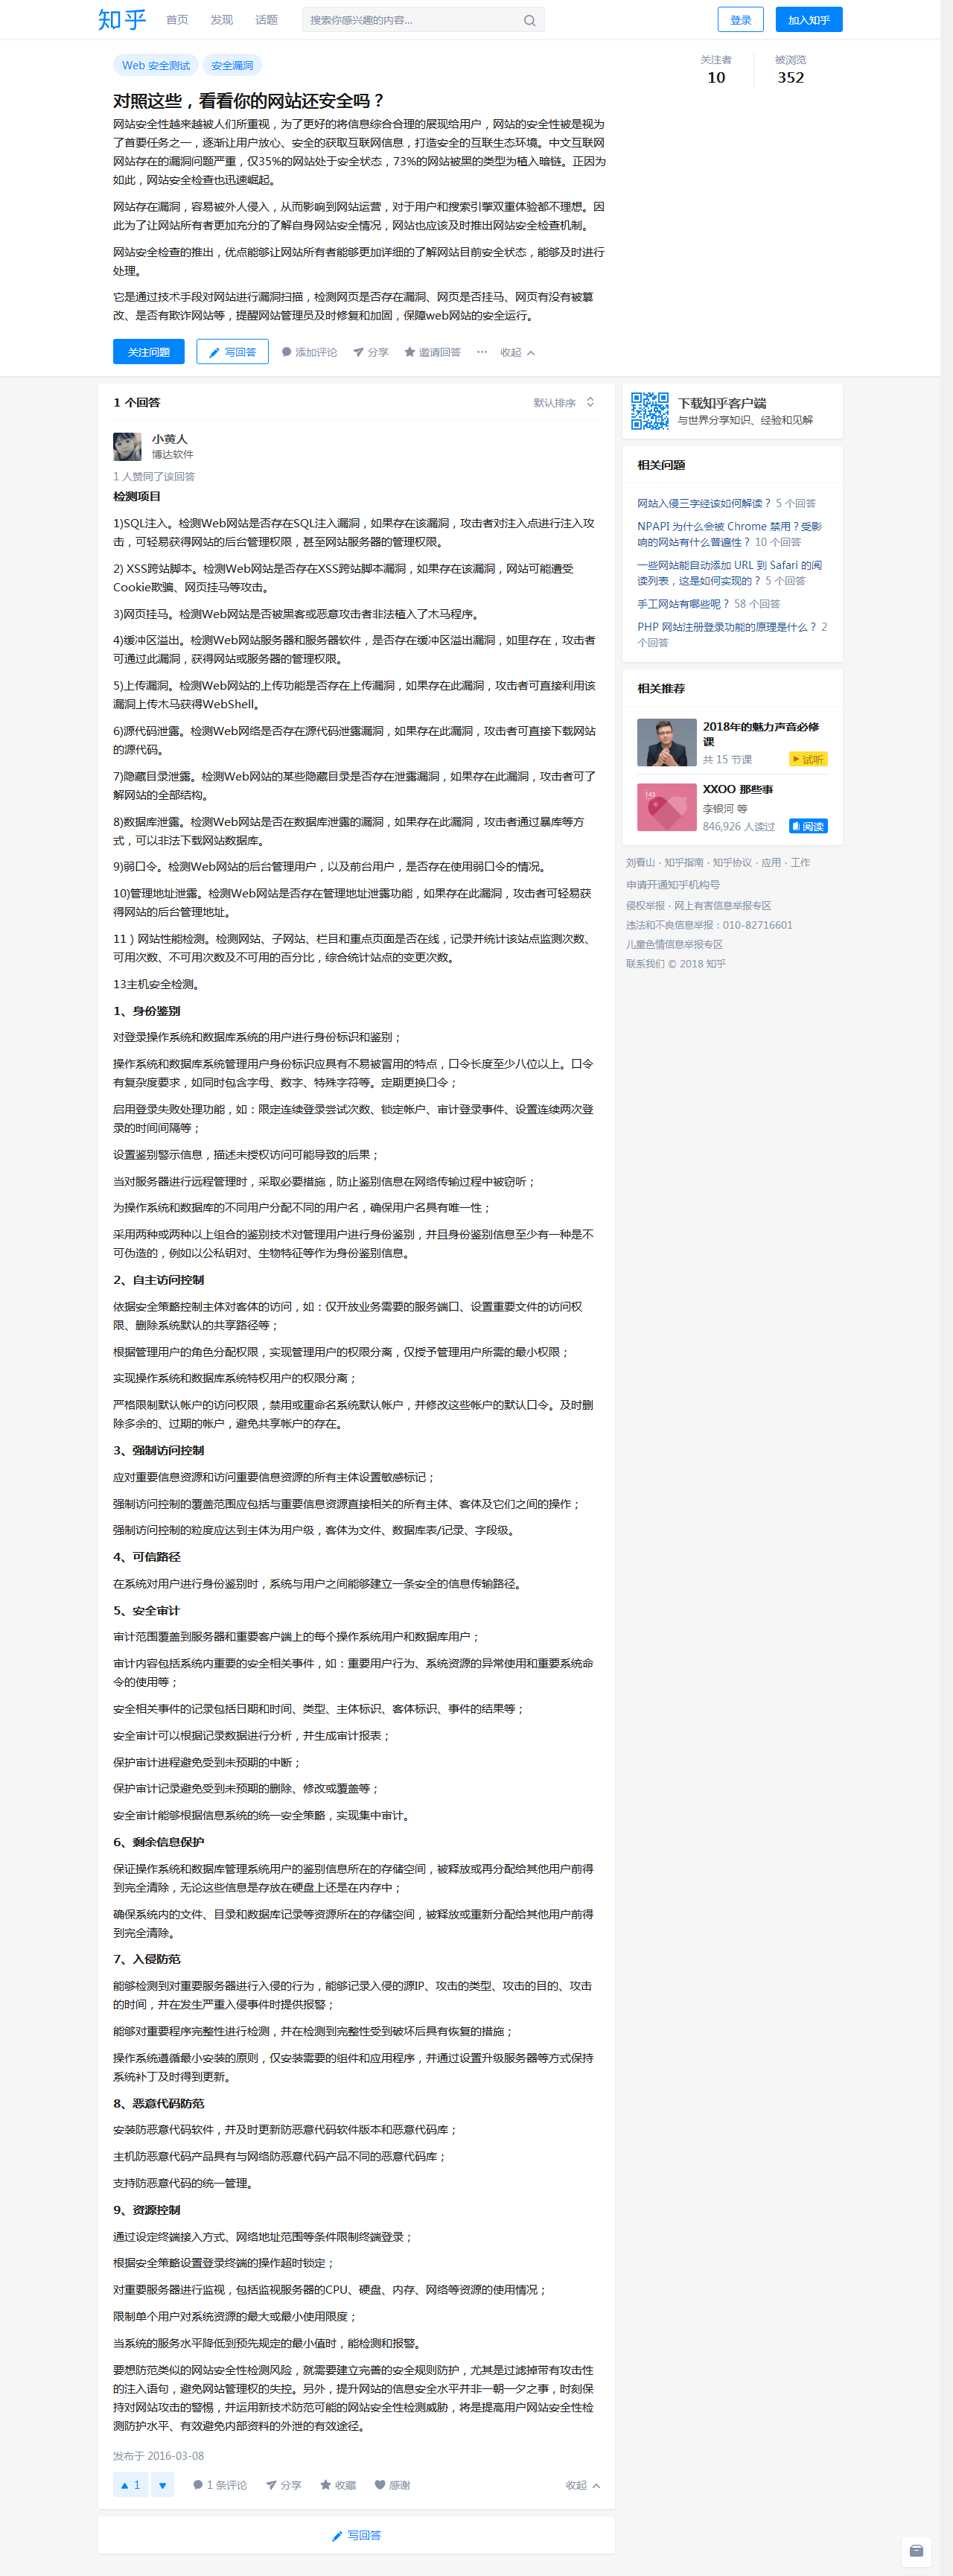 知乎
首页
发现
话题
搜索你感兴趣的内容...
登录
加入知乎
Web 安全测试
安全漏洞
关注者
10
被浏览
352
对照这些，看看你的网站还安全吗？
网站安全性越来越被人们所重视，为了更好的将信息综合合理的展现给用户，网站的安全性被是视为
了首要任务之一，逐渐让用户放心、安全的获取互联网信息，打造安全的互联生态环境。中文互联网
网站存在的漏洞问题严重，仅35%的网站处于安全状态，73%的网站被黑的类型为植入暗链。正因为
如此，网站安全检查也迅速崛起。
网站存在漏洞，容易被外人侵入，从而影响到网站运营，对于用户和搜索引擎双重体验都不理想。因
此为了让网站所有者更加充分的了解自身网站安全情况，网站也应该及时推出网站安全检查机制。
网站安全检查的推出，优点能够让网站所有者能够更加详细的了解网站目前安全状态，能够及时进行
处理。
它是通过技术手段对网站进行漏洞扫描，检测网页是否存在漏洞、网页是否挂马、网页有没有被篡
改、是否有欺诈网站等，提醒网站管理员及时修复和加固，保障web网站的安全运行。
关注问题
写回答
添加评论
分享
邀请回答
收起
1 个回答
默认排序
小黄人
博达软件
1 人赞同了该回答
检测项目
1)SQL注入。检测Web网站是否存在SQL注入漏洞，如果存在该漏洞，攻击者对注入点进行注入攻
击，可轻易获得网站的后台管理权限，甚至网站服务器的管理权限。
2) XSS跨站脚本。检测Web网站是否存在XSS跨站脚本漏洞，如果存在该漏洞，网站可能遭受
Cookie欺骗、网页挂马等攻击。
3)网页挂马。检测Web网站是否被黑客或恶意攻击者非法植入了木马程序。
4)缓冲区溢出。检测Web网站服务器和服务器软件，是否存在缓冲区溢出漏洞，如里存在，攻击者
可通过此漏洞，获得网站或服务器的管理权限。
5)上传漏洞。检测Web网站的上传功能是否存在上传漏洞，如果存在此漏洞，攻击者可直接利用该
漏洞上传木马获得WebShell。
6)源代码泄露。检测Web网络是否存在源代码泄露漏洞，如果存在此漏洞，攻击者可直接下载网站
的源代码。
7)隐藏目录泄露。检测Web网站的某些隐藏目录是否存在泄露漏洞，如果存在此漏洞，攻击者可了
解网站的全部结构。
8)数据库泄露。检测Web网站是否在数据库泄露的漏洞，如果存在此漏洞，攻击者通过暴库等方
式，可以非法下载网站数据库。
9)弱口令。检测Web网站的后台管理用户，以及前台用户，是否存在使用弱口令的情况。
10)管理地址泄露。检测Web网站是否存在管理地址泄露功能，如果存在此漏洞，攻击者可轻易获
得网站的后台管理地址。
11）网站性能检测。检测网站、子网站、栏目和重点页面是否在线，记录并统计该站点监测次数、
可用次数、不可用次数及不可用的百分比，综合统计站点的变更次数。
13主机安全检测。
1、身份鉴别
对登录操作系统和数据库系统的用户进行身份标识和鉴别；
操作系统和数据库系统管理用户身份标识应具有不易被冒用的特点，口令长度至少八位以上。口令
有复杂度要求，如同时包含字母、数字、特殊字符等。定期更换口令；
启用登录失败处理功能，如：限定连续登录尝试次数、锁定帐户、审计登录事件、设置连续两次登
录的时间间隔等；
设置鉴别警示信息，描述未授权访问可能导致的后果；
当对服务器进行远程管理时，采取必要措施，防止鉴别信息在网络传输过程中被窃听；
为操作系统和数据库的不同用户分配不同的用户名，确保用户名具有唯一性；
采用两种或两种以上组合的鉴别技术对管理用户进行身份鉴别，并且身份鉴别信息至少有一种是不
可伪造的，例如以公私钥对、生物特征等作为身份鉴别信息。
2、自主访问控制
依据安全策略控制主体对客体的访问，如：仅开放业务需要的服务端口、设置重要文件的访问权
限、删除系统默认的共享路径等；
根据管理用户的角色分配权限，实现管理用户的权限分离，仅授予管理用户所需的最小权限；
实现操作系统和数据库系统特权用户的权限分离；
严格限制默认帐户的访问权限，禁用或重命名系统默认帐户，并修改这些帐户的默认口令。及时删
除多余的、过期的帐户，避免共享帐户的存在。
3、强制访问控制
应对重要信息资源和访问重要信息资源的所有主体设置敏感标记；
强制访问控制的覆盖范围应包括与重要信息资源直接相关的所有主体、客体及它们之间的操作；
强制访问控制的粒度应达到主体为用户级，客体为文件、数据库表/记录、字段级。
4、可信路径
在系统对用户进行身份鉴别时，系统与用户之间能够建立一条安全的信息传输路径。
5、安全审计
审计范围覆盖到服务器和重要客户端上的每个操作系统用户和数据库用户；
审计内容包括系统内重要的安全相关事件，如：重要用户行为、系统资源的异常使用和重要系统命
令的使用等；
安全相关事件的记录包括日期和时间、类型、主体标识、客体标识、事件的结果等；
安全审计可以根据记录数据进行分析，并生成审计报表；
保护审计进程避免受到未预期的中断；
保护审计记录避免受到未预期的删除、修改或覆盖等；
安全审计能够根据信息系统的统一安全策略，实现集中审计。
6、剩余信息保护
保证操作系统和数据库管理系统用户的鉴别信息所在的存储空间，被释放或再分配给其他用户前得
到完全清除，无论这些信息是存放在硬盘上还是在内存中；
确保系统内的文件、目录和数据库记录等资源所在的存储空间，被释放或重新分配给其他用户前得
到完全清除。
7、入侵防范
能够检测到对重要服务器进行入侵的行为，能够记录入侵的源IP、攻击的类型、攻击的目的、攻击
的时间，并在发生严重入侵事件时提供报警；
能够对重要程序完整性进行检测，并在检测到完整性受到破坏后具有恢复的措施；
操作系统遵循最小安装的原则，仅安装需要的组件和应用程序，并通过设置升级服务器等方式保持
系统补丁及时得到更新。
8、恶意代码防范
安装防恶意代码软件，并及时更新防恶意代码软件版本和恶意代码库；
主机防恶意代码产品具有与网络防恶意代码产品不同的恶意代码库；
支持防恶意代码的统一管理。
9、资源控制
通过设定终端接入方式、网络地址范围等条件限制终端登录；
根据安全策略设置登录终端的操作超时锁定；
对重要服务器进行监视，包括监视服务器的CPU、硬盘、内存、网络等资源的使用情况；
限制单个用户对系统资源的最大或最小使用限度；
当系统的服务水平降低到预先规定的最小值时，能检测和报警。
要想防范类似的网站安全性检测风险，就需要建立完善的安全规则防护，尤其是过滤掉带有攻击性
的注入语句，避免网站管理权的失控。另外，提升网站的信息安全水平并非一朝一夕之事，时刻保
持对网站攻击的警惕，并运用新技术防范可能的网站安全性检测威胁，将是提高用户网站安全性检
测防护水平、有效避免内部资料的外泄的有效途径。
发布于 2016-03-08
1
1 条评论
分享
收藏
感谢
收起
写回答
下载知乎客户端
与世界分享知识、经验和见解
相关问题
网站入侵三字经该如何解读？ 5 个回答
NPAPI 为什么会被 Chrome 禁用？受影
响的网站有什么普遍性？ 10 个回答
一些网站能自动添加 URL 到 Safari 的阅
读列表，这是如何实现的？ 5 个回答
手工网站有哪些呢？ 58 个回答
PHP 网站注册登录功能的原理是什么？ 2
个回答
相关推荐
2018年的魅力声音必修
课
共 15 节课
试听
143
XXOO 那些事
李银河 等
846,926 人读过
阅读
刘看山 · 知乎指南 · 知乎协议 · 应用 · 工作
申请开通知乎机构号
侵权举报 · 网上有害信息举报专区
违法和不良信息举报：010-82716601
儿童色情信息举报专区
联系我们 © 2018 知乎